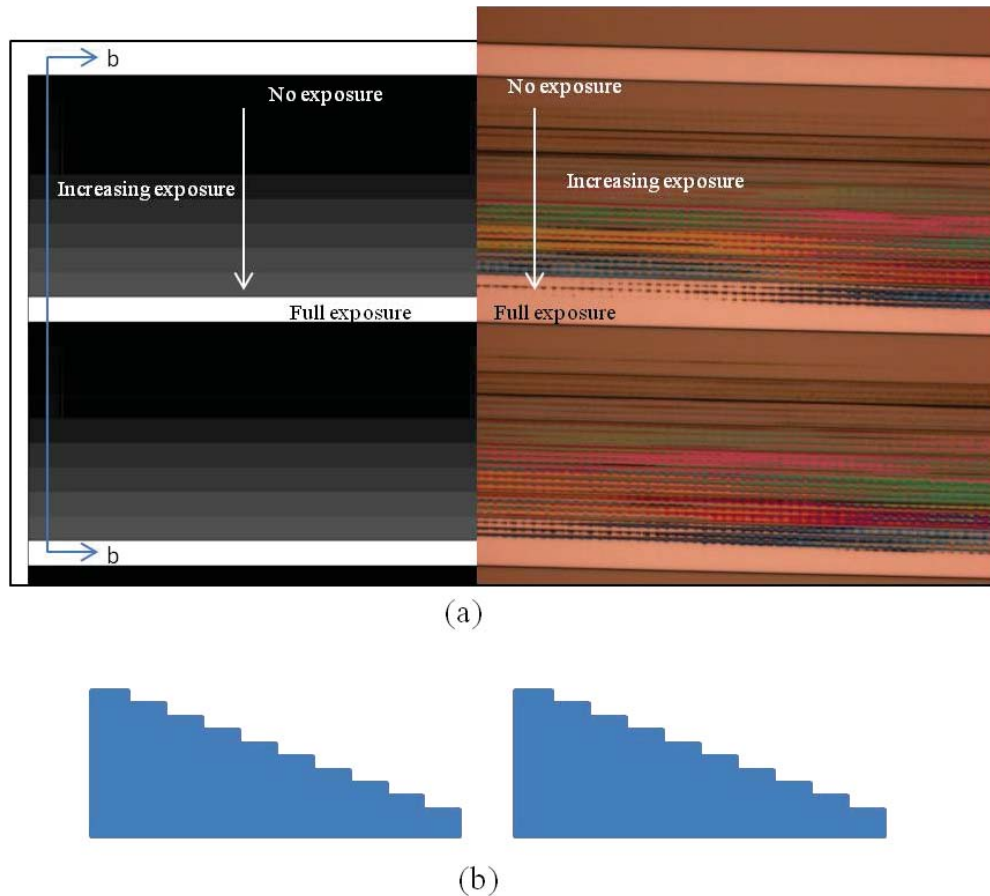 b
No exposure
No exposure
Increasing exposure
Increasing exposure
Full exposure
Full exposure
b
(a)
(b)